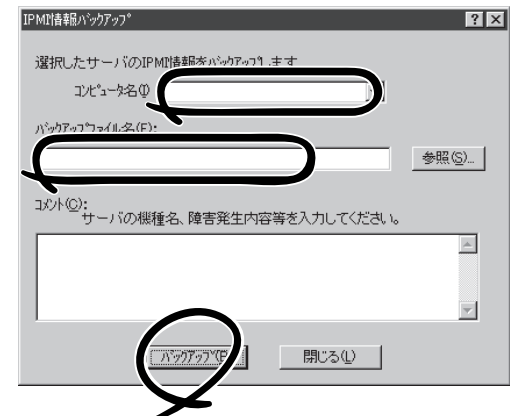 IPMI情報バックアップ
選択したサーバのIPMI情報をバックアップします
コンピュータ名(I)
バックアップファイル名(F):
参照(S)...
コメント(C):
サーバの機種名、障害発生内容等を入力してください。
バックアップ(P)
閉じる(L)